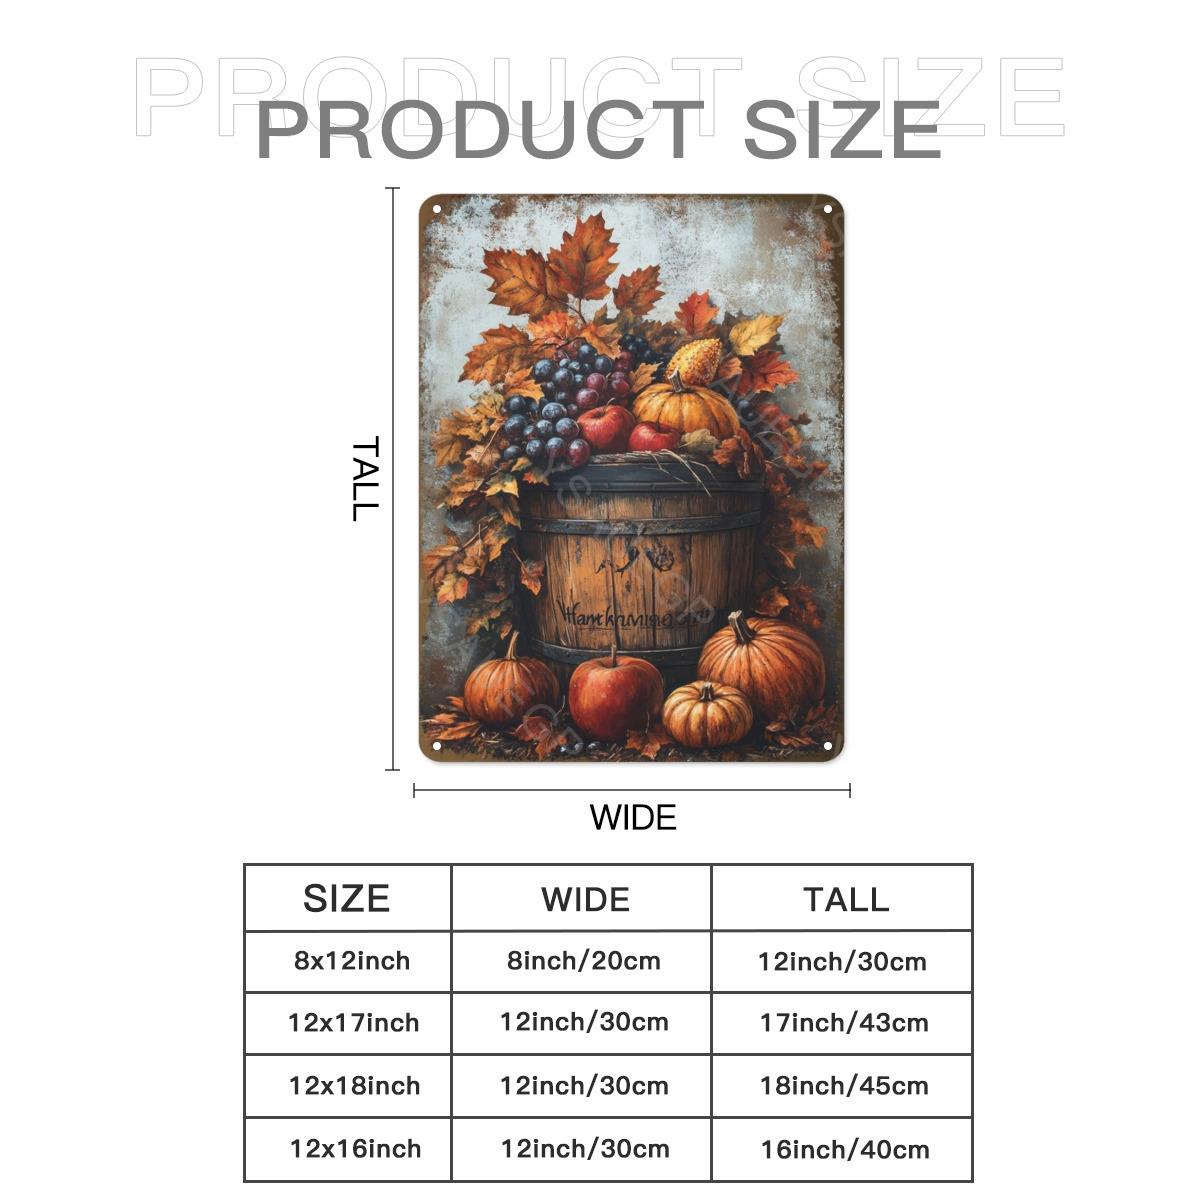 PRODUCT SIZE
PRODUCT SIZE
TALL
WIDE
SIZE WIDE TALL
8x12inch 8inch/20cm 12inch/30cm
12x17inch 12inch/30cm 17inch/43cm
12x18inch 12inch/30cm 18inch/45cm
12x16inch 12inch/30cm 16inch/40cm